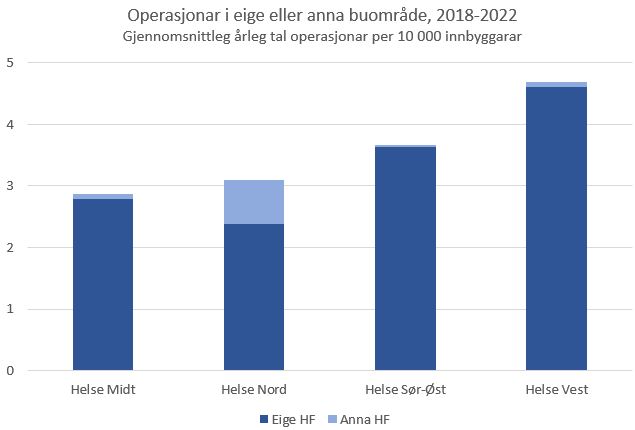 Operasjonar i eige eller anna buområde, 2018-2022
Gjennomsnittleg årleg tal operasjonar per 10 000 innbyggarar
5
4
3
2
1
0
Helse Midt
Helse Nord
Helse Sør-Øst
Helse Vest
Eige HF
Anna HF